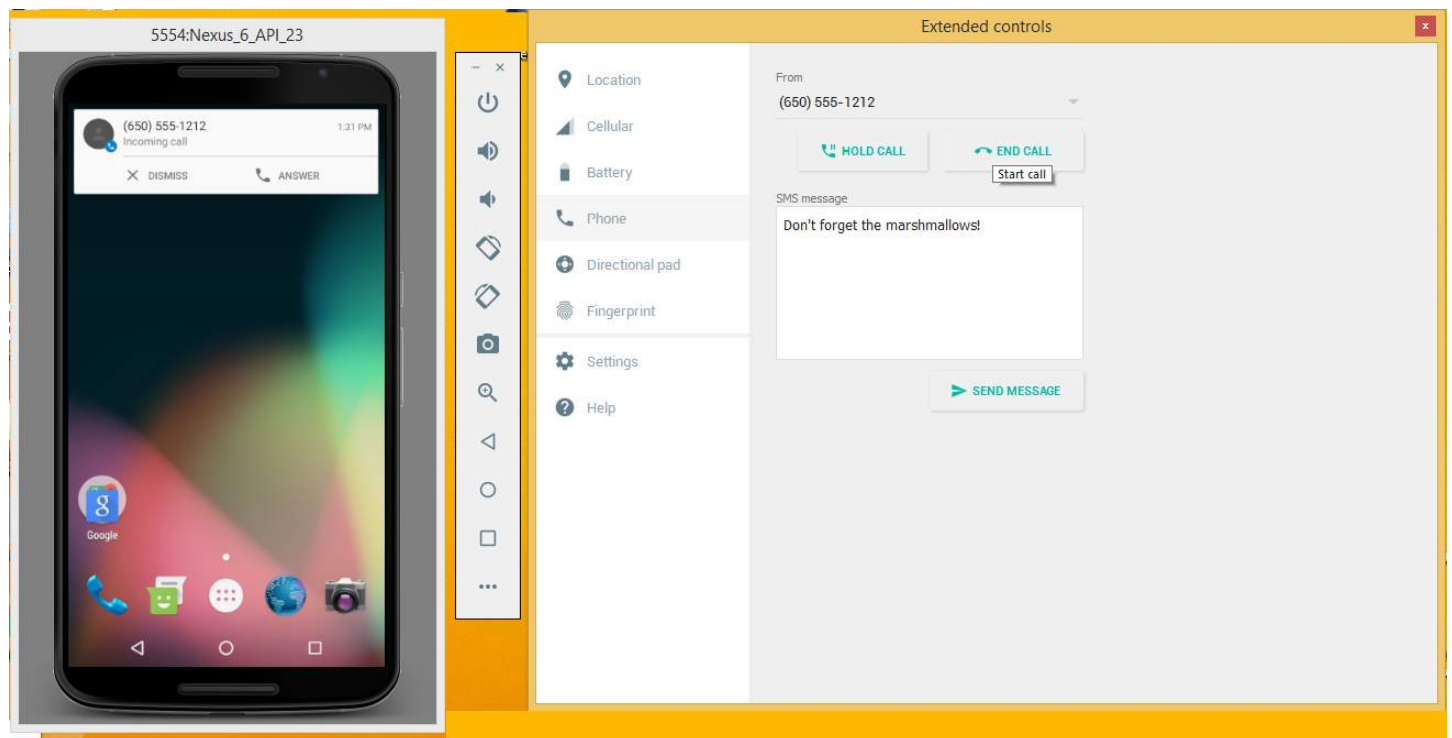 5554:Nexus_6_API_23
(650) 555-1212
1:31 PM
Incoming call
DISMISS
ANSWER
Google
Extended controls
Location
Cellular
Battery
Phone
Directional pad
Fingerprint
Settings
Help
From
(650) 555-1212
HOLD CALL
END CALL
Start call
SMS message
Don't forget the marshmallows!
SEND MESSAGE